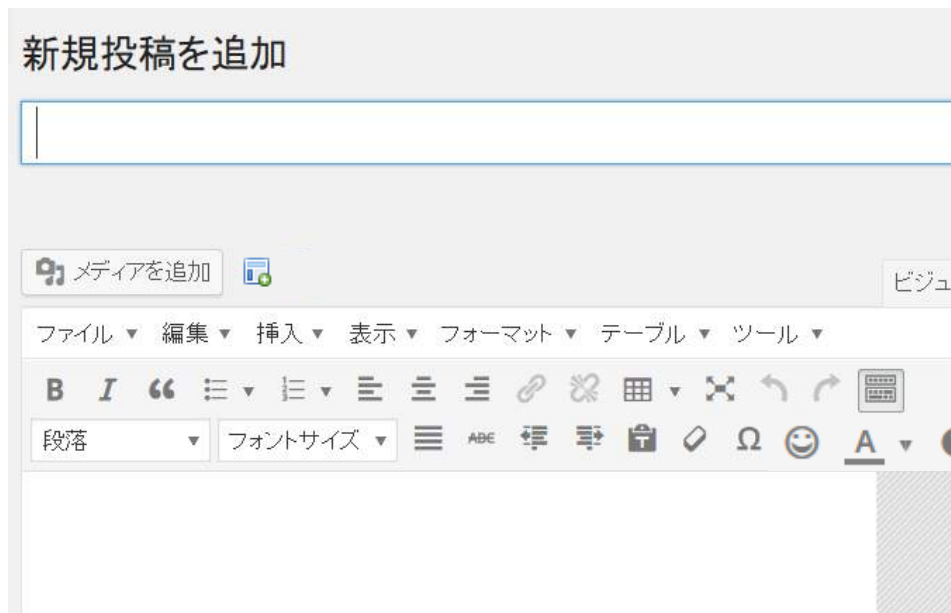 新規投稿を追加
メディアを追加
ビジュ
ファイル ▼ 編集 ▼ 挿入 ▼ 表示 ▼ フォーマット ▼ テーブル ▼ ツール ▼
B I
段落 ▼ フォントサイズ ▼ ABC Ω A ▼